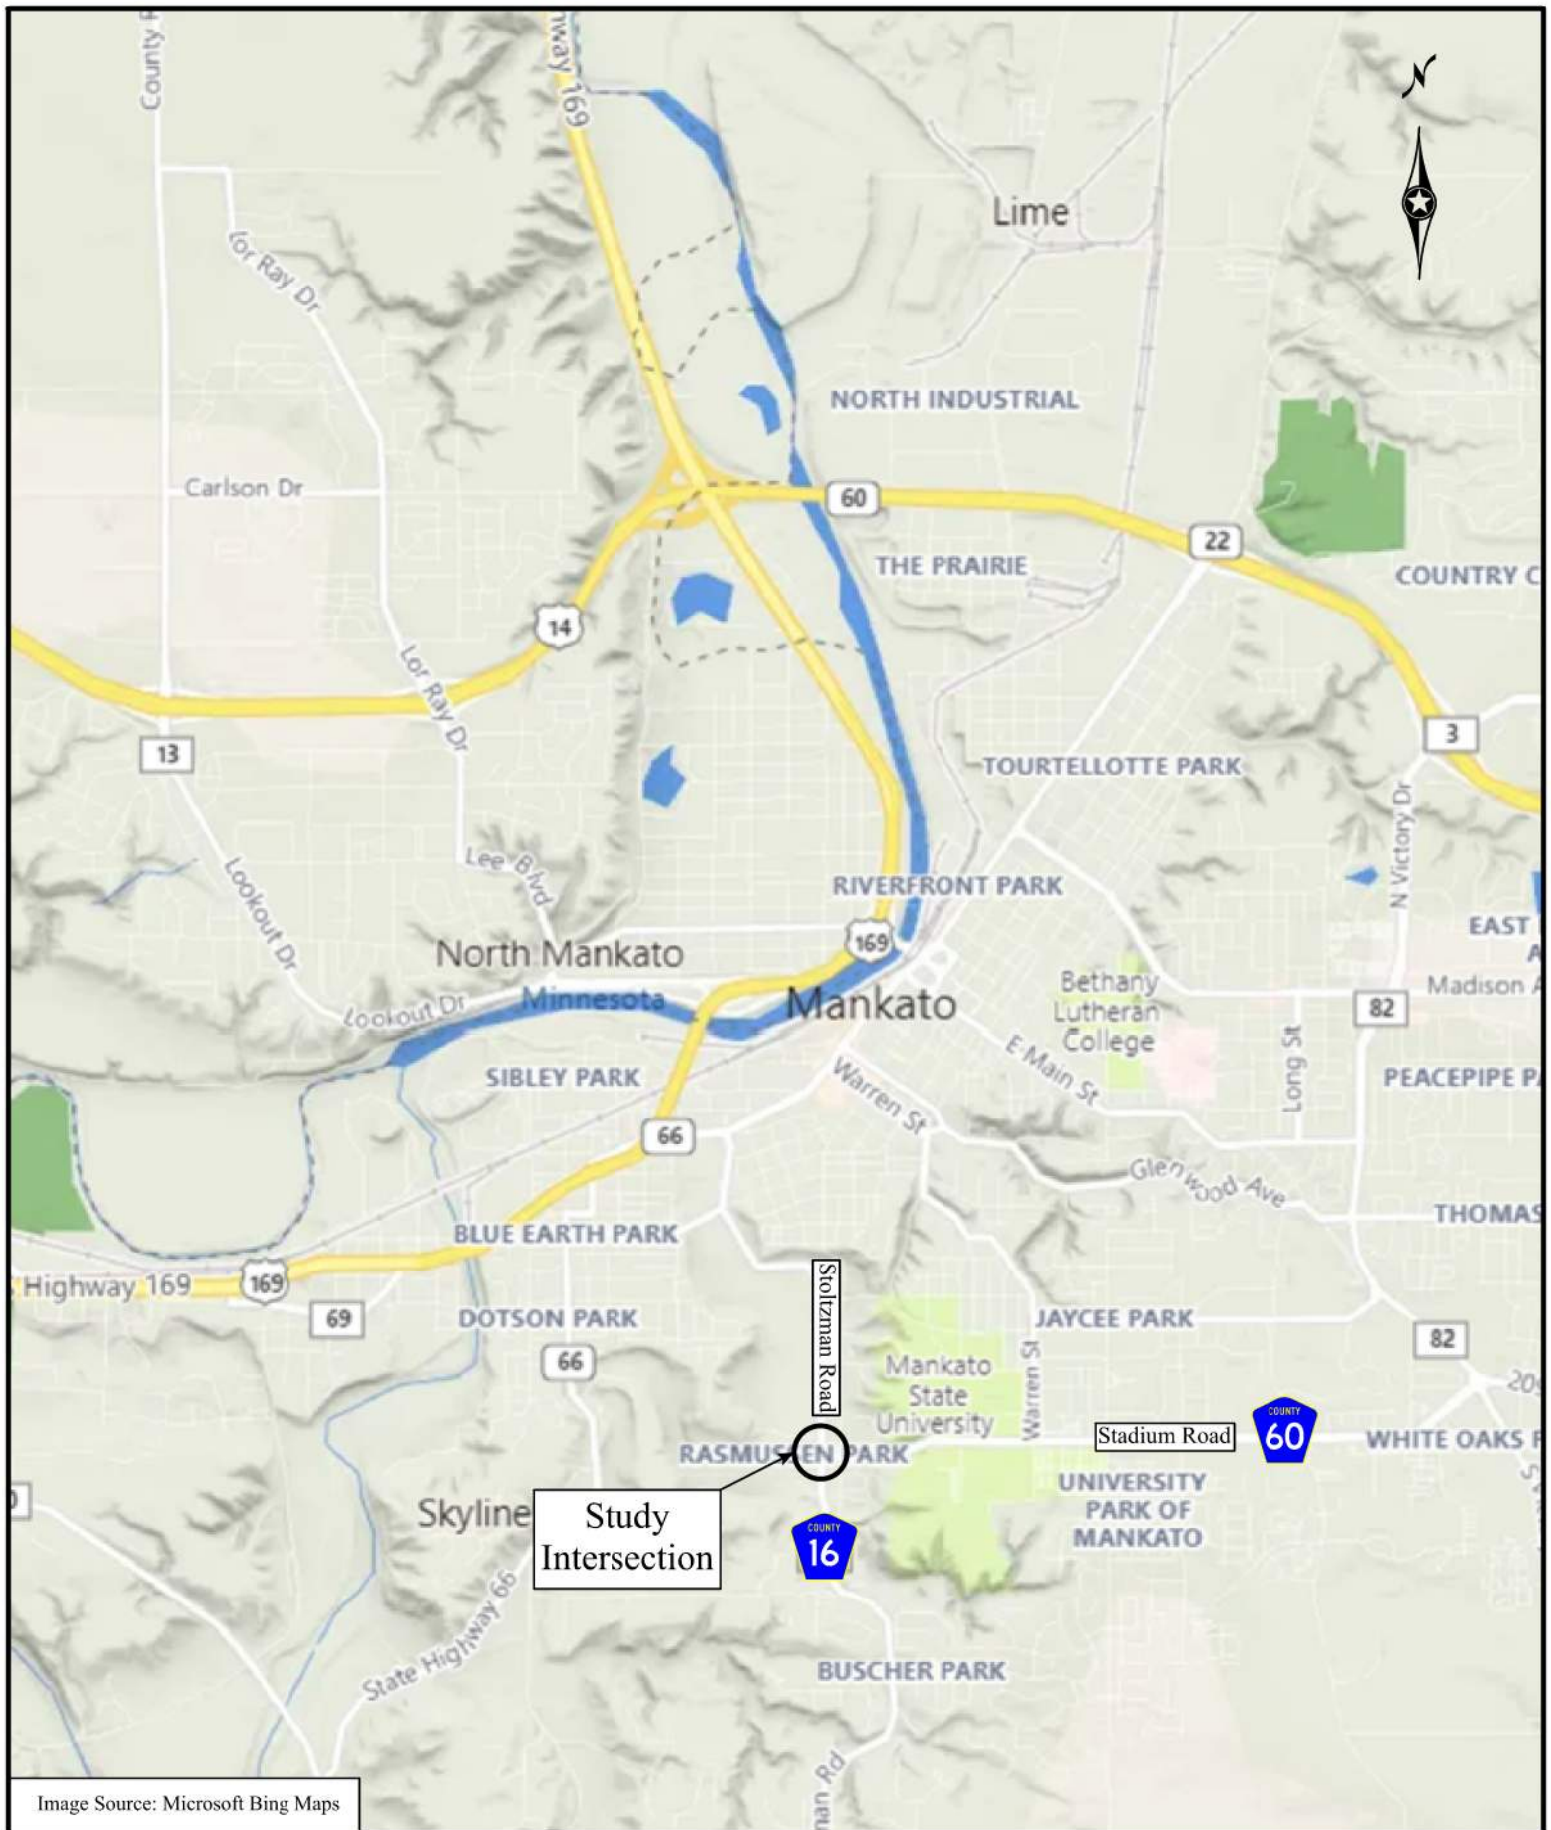 County R
hway 169
N
Lime
Lor Ray Dr
NORTH INDUSTRIAL
Carlson Dr
60
22
THE PRAIRIE
COUNTRY C
14
Lor Ray Dr
3
13
TOURTELLOTTE PARK
N Victory Dr
Lee Blvd
RIVERFRONT PARK
Lookout Dr
EAST
A
169
North Mankato
Bethany
Lutheran
College
Madison A
Minnesota
Mankato
82
Lookout Dr
E Main St
Long St
SIBLEY PARK
PEACEPIPE PA
Warren St
66
Glenwood Ave
THOMAS
BLUE EARTH PARK
Highway 169
169
69
DOTSON PARK
Stoltzman Road
JAYCEE PARK
82
66
Mankato
State
University
Warren St
209
RASMUSSEN PARK
Stadium Road
COUNTY
60
WHITE OAKS P
UNIVERSITY
PARK OF
MANKATO
Skyline
Study
Intersection
COUNTY
16
State Highway 66
BUSCHER PARK
man Rd
Image Source: Microsoft Bing Maps